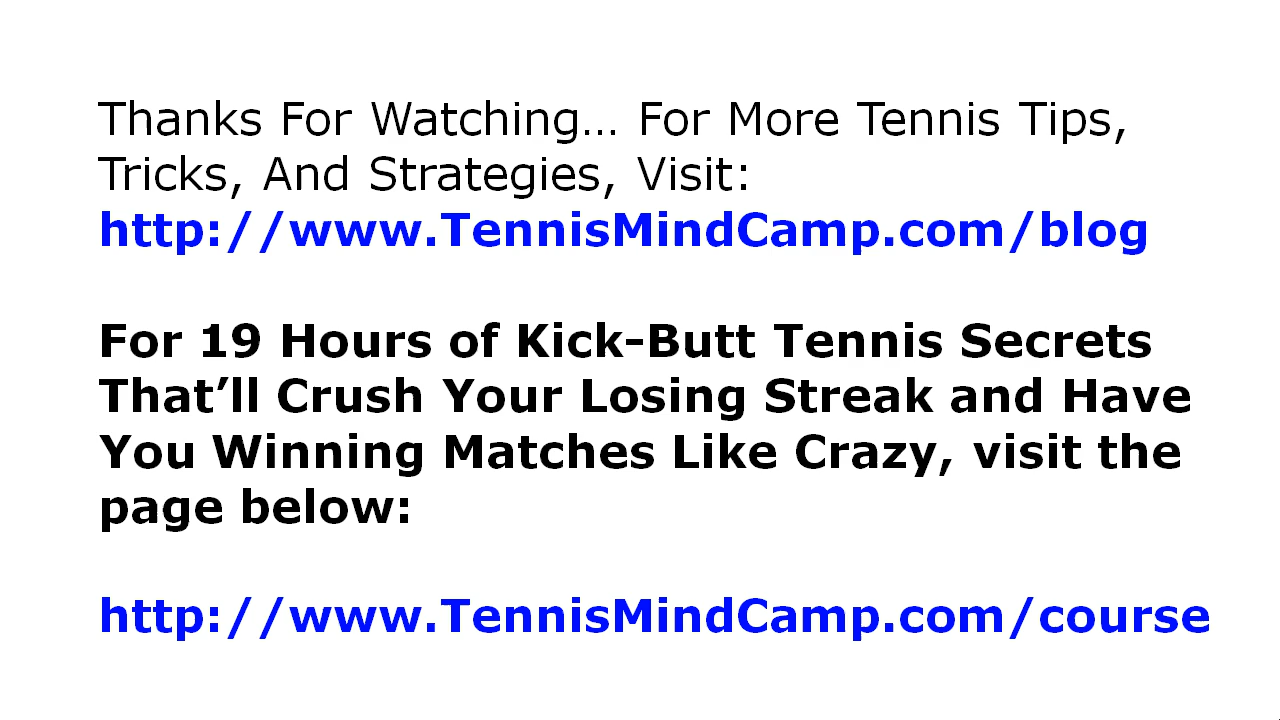 Thanks For Watching… For More Tennis Tips,
Tricks, And Strategies, Visit:
http://www.TennisMindCamp.com/blog
For 19 Hours of Kick-Butt Tennis Secrets
That’ll Crush Your Losing Streak and Have
You Winning Matches Like Crazy, visit the
page below:
http://www.TennisMindCamp.com/course